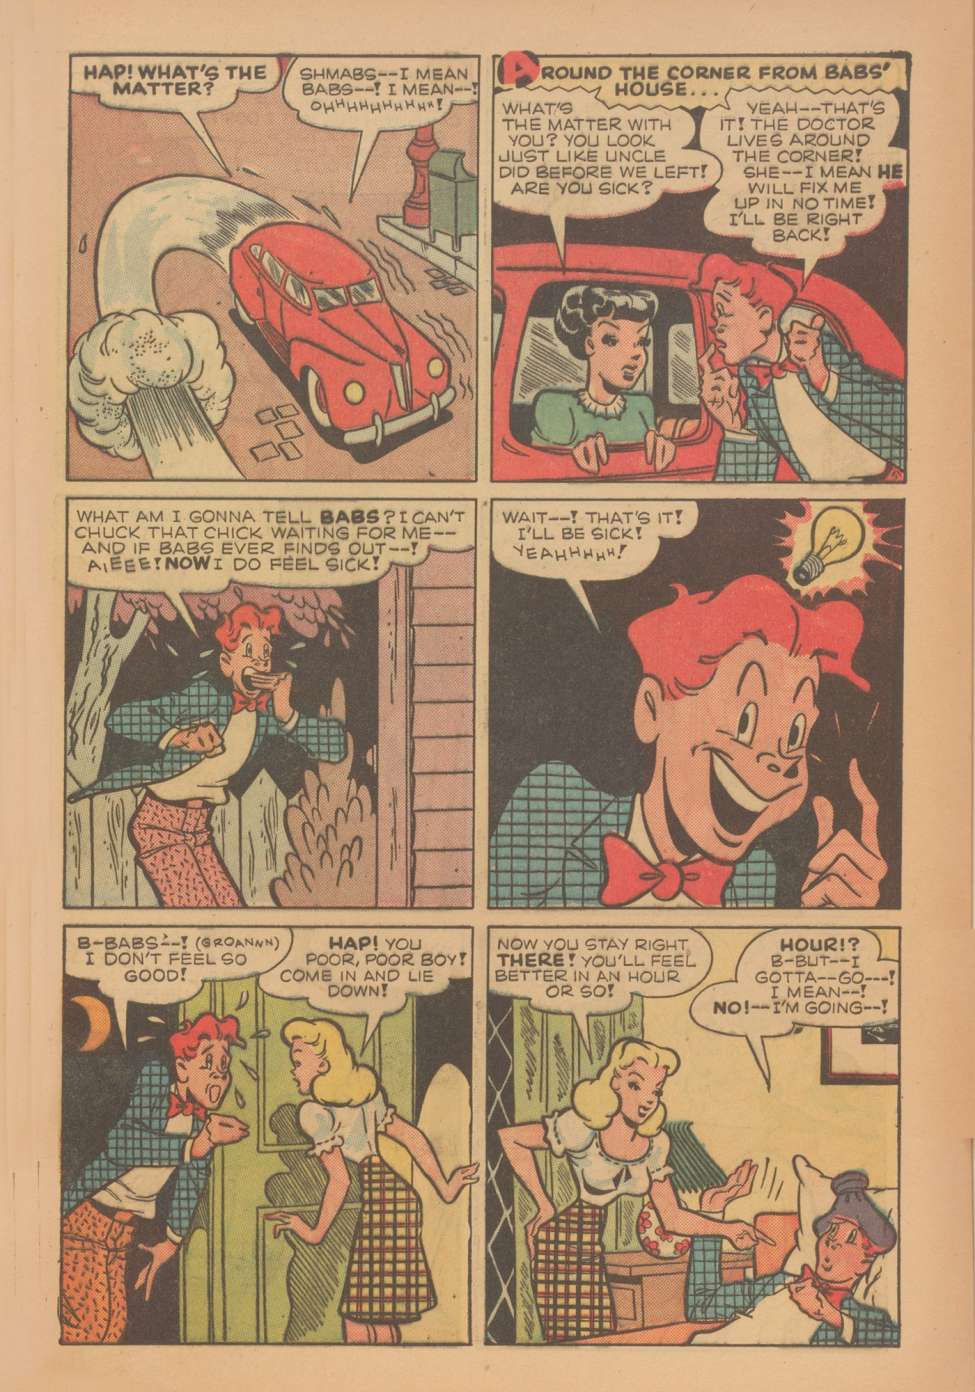 HAP! WHAT'S THE
MATTER?
SHMABS--I MEAN
BABS--! I MEAN--!
OHHHHHHHHHH!
AROUND THE CORNER FROM BABS'
HOUSE...
WHAT'S
THE MATTER WITH
YOU? YOU LOOK
JUST LIKE UNCLE
DID BEFORE WE LEFT!
ARE YOU SICK?
YEAH--THAT'S
IT! THE DOCTOR
LIVES AROUND
THE CORNER!
SHE--I MEAN HE
WILL FIX ME
UP IN NO TIME!
I'LL BE RIGHT
BACK!
WHAT AM I GONNA TELL BABS? I CAN'T
CHUCK THAT CHICK WAITING FOR ME--
AND IF BABS EVER FINDS OUT--!
AIEEE! NOW I DO FEEL SICK!
WAIT--! THAT'S IT!
I'LL BE SICK!
YEAHHHHH!
B-BABS--! (GROANNN)
I DON'T FEEL SO
GOOD!
HAP! YOU
POOR, POOR BOY!
COME IN AND LIE
DOWN!
NOW YOU STAY RIGHT
THERE! YOU'LL FEEL
BETTER IN AN HOUR
OR SO!
HOUR!?
B-BUT--I
GOTTA--GO---!
I MEAN--!
NO!--I'M GOING--!